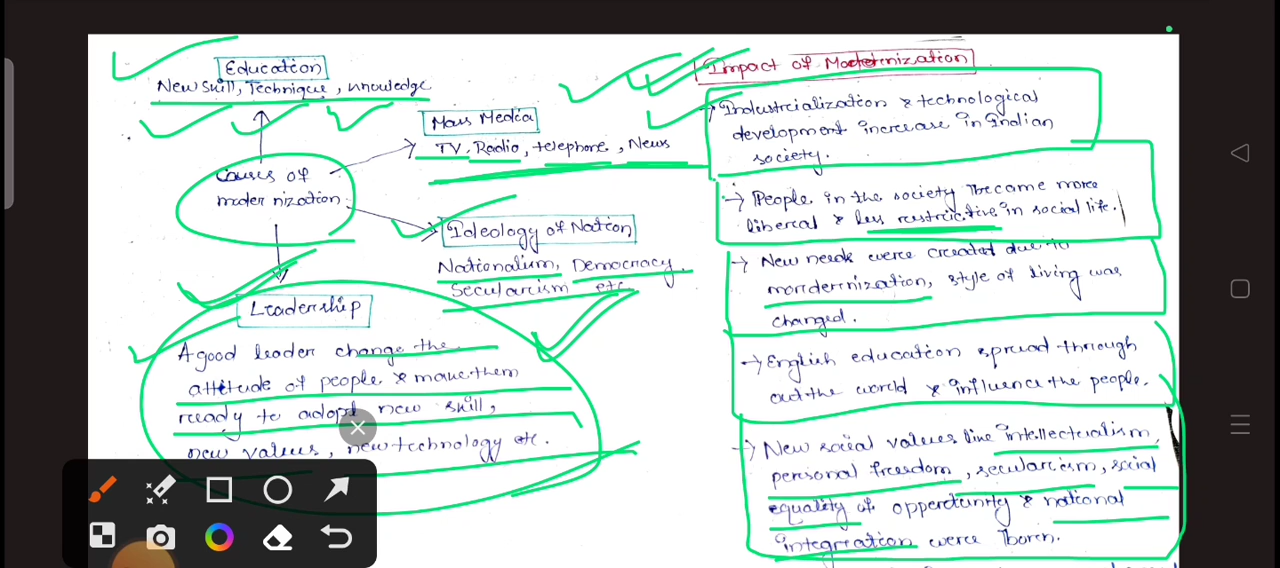 Education
New skill, Technique, knowledge
Mass Media
TV, Radio, telephone, News
Causes of
modernization
Ideology of Nation
Nationalism, Democracy
Secularism etc
Leadership
A good leader change the
attitude of people & make them
ready to adopt new skill,
new values, new technology etc.
Impact of Modernization
→ Industrialization & technological
development increase in Indian
society.
→ People in the society became more
liberal & less restrictive in social life.
→ New needs were created due to
mordernization, style of living was
changed.
→ English education spread through
out the world & influence the people.
→ New social values like intellectualism,
personal freedom, secularism, social
equality of opportunity & national
integration were born.